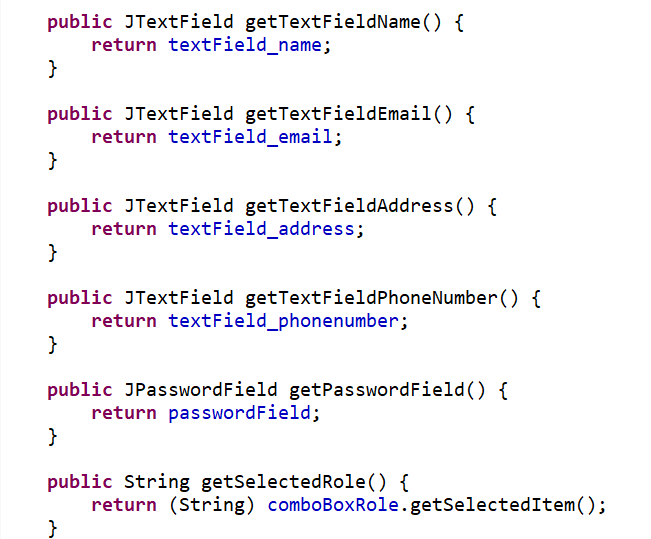 public JTextField getTextFieldName() {
    return textField_name;
}
public JTextField getTextFieldEmail() {
    return textField_email;
}
public JTextField getTextFieldAddress() {
    return textField_address;
}
public JTextField getTextFieldPhoneNumber() {
    return textField_phonenumber;
}
public JPasswordField getPasswordField() {
    return passwordField;
}
public String getSelectedRole() {
    return (String) comboBoxRole.getSelectedItem();
}